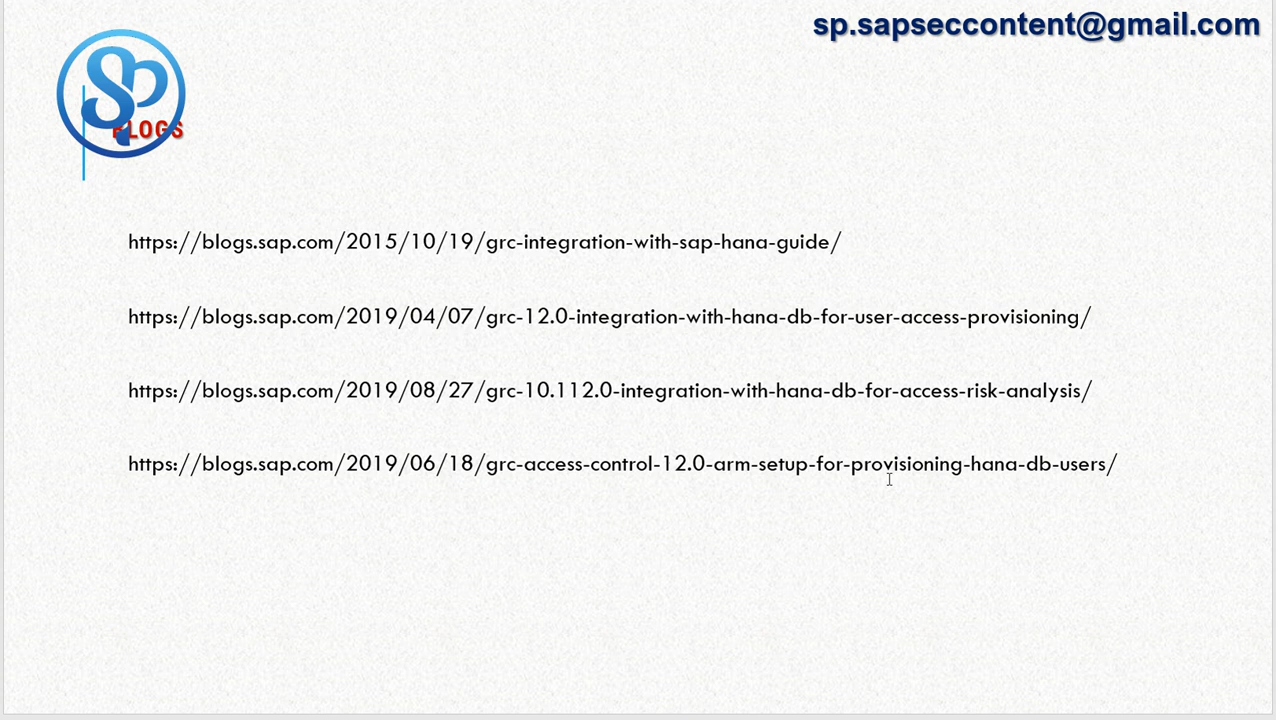 sp.sapseccontent@gmail.com
Sp
BLOGS
https://blogs.sap.com/2015/10/19/grc-integration-with-sap-hana-guide/
https://blogs.sap.com/2019/04/07/grc-12.0-integration-with-hana-db-for-user-access-provisioning/
https://blogs.sap.com/2019/08/27/grc-10.112.0-integration-with-hana-db-for-access-risk-analysis/
https://blogs.sap.com/2019/06/18/grc-access-control-12.0-arm-setup-for-provisioning-hana-db-users/